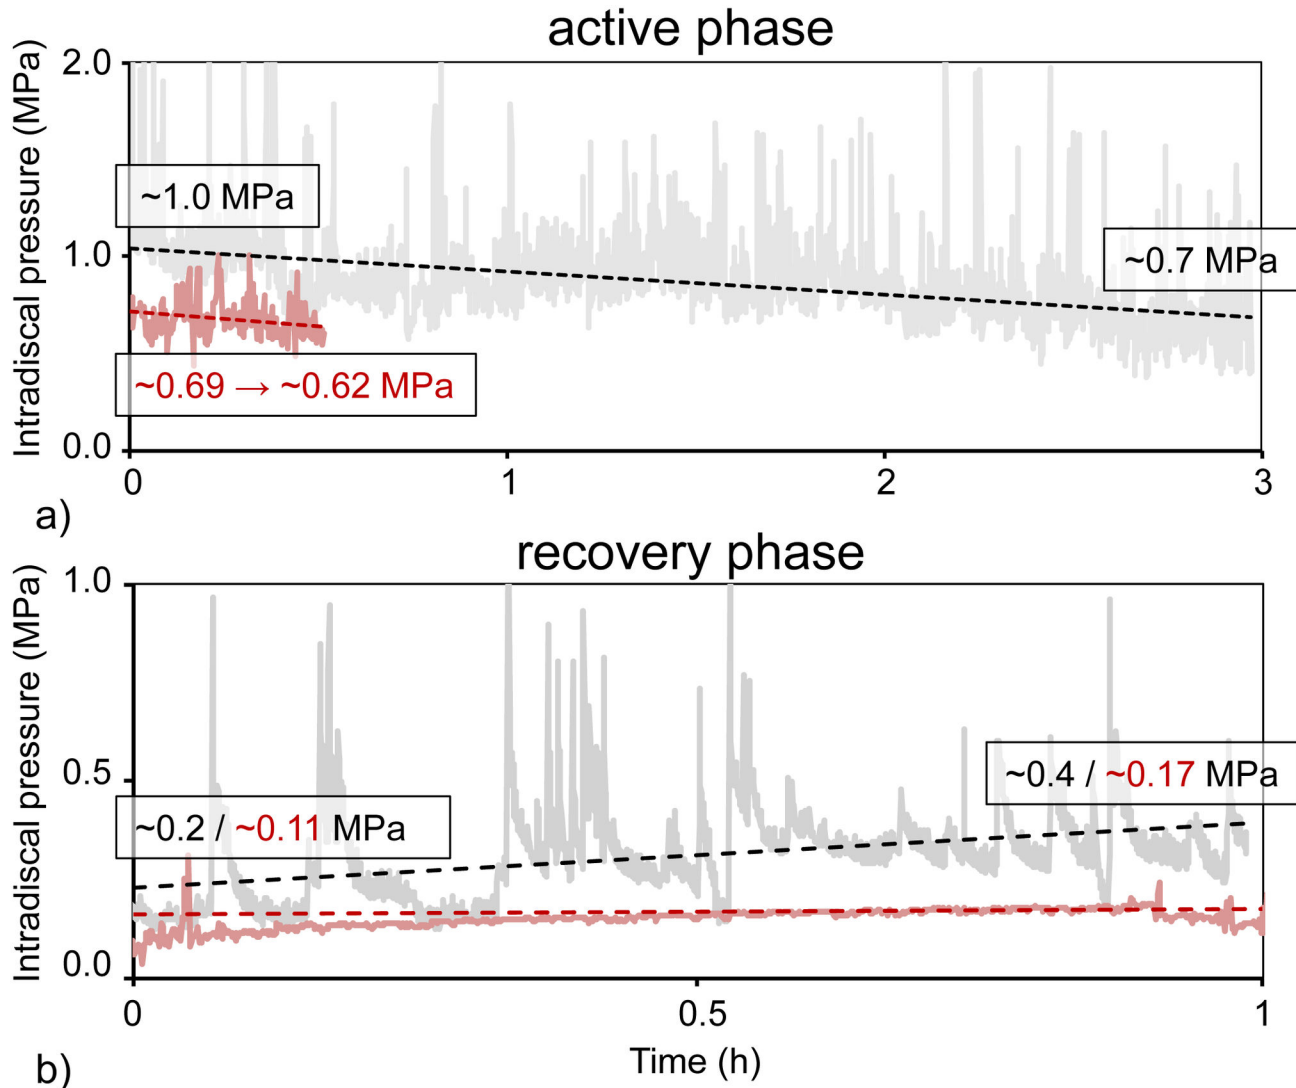 active phase
Intradiscal pressure (MPa)
2.0
1.0
0.0
~1.0 MPa
~0.7 MPa
~0.69 → ~0.62 MPa
0 1 2 3
a)
recovery phase
Intradiscal pressure (MPa)
1.0
0.5
0.0
~0.2 / ~0.11 MPa
~0.4 / ~0.17 MPa
0 0.5 1
Time (h)
b)